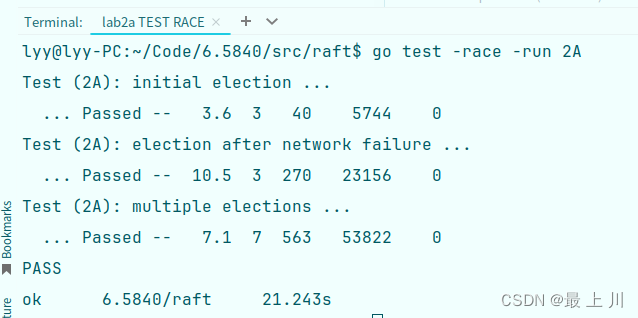 Terminal: lab2a TEST RACE
lyy@lyy-PC:~/Code/6.5840/src/raft$ go test -race -run 2A
Test (2A): initial election ...
... Passed -- 3.6 3 40 5744 0
Test (2A): election after network failure ...
... Passed -- 10.5 3 270 23156 0
Test (2A): multiple elections ...
... Passed -- 7.1 7 563 53822 0
PASS
ok 6.5840/raft 21.243s
Bookmarks
CSDN @最 上 川